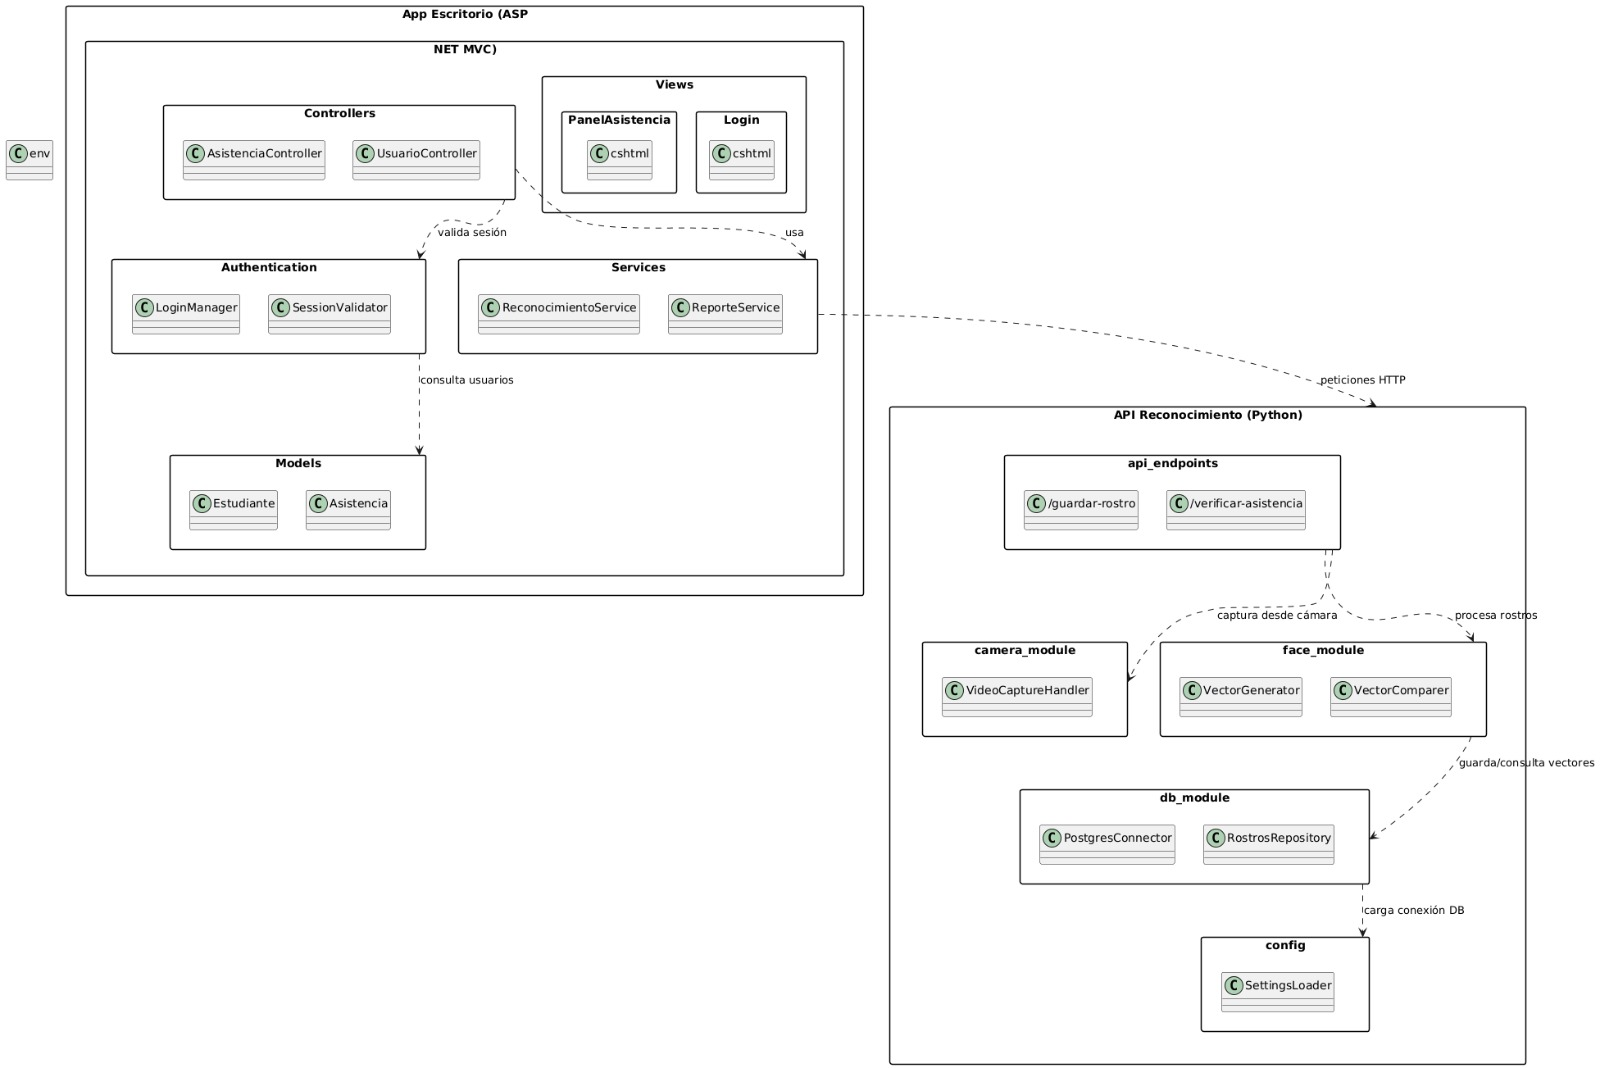 App Escritorio (ASP
NET MVC)
Views
Controllers
PanelAsistencia
Login
C env
C AsistenciaController
C UsuarioController
C cshtml
C cshtml
valida sesión
usa
Authentication
Services
C LoginManager
C SessionValidator
C ReconocimientoService
C ReporteService
consulta usuarios
peticiones HTTP
API Reconocimiento (Python)
Models
api_endpoints
C Estudiante
C Asistencia
C /guardar-rostro
C /verificar-asistencia
captura desde cámara
procesa rostros
camera_module
face_module
C VideoCaptureHandler
C VectorGenerator
C VectorComparer
guarda/consulta vectores
db_module
C PostgresConnector
C RostrosRepository
carga conexión DB
config
C SettingsLoader